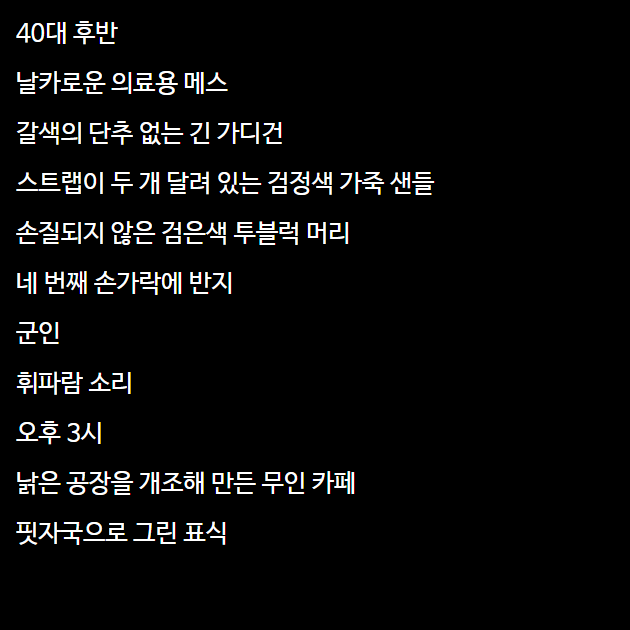 40대 후반
날카로운 의료용 메스
갈색의 단추 없는 긴 가디건
스트랩이 두 개 달려 있는 검정색 가죽 샌들
손질되지 않은 검은색 투블럭 머리
네 번째 손가락에 반지
군인
휘파람 소리
오후 3시
낡은 공장을 개조해 만든 무인 카페
핏자국으로 그린 표식